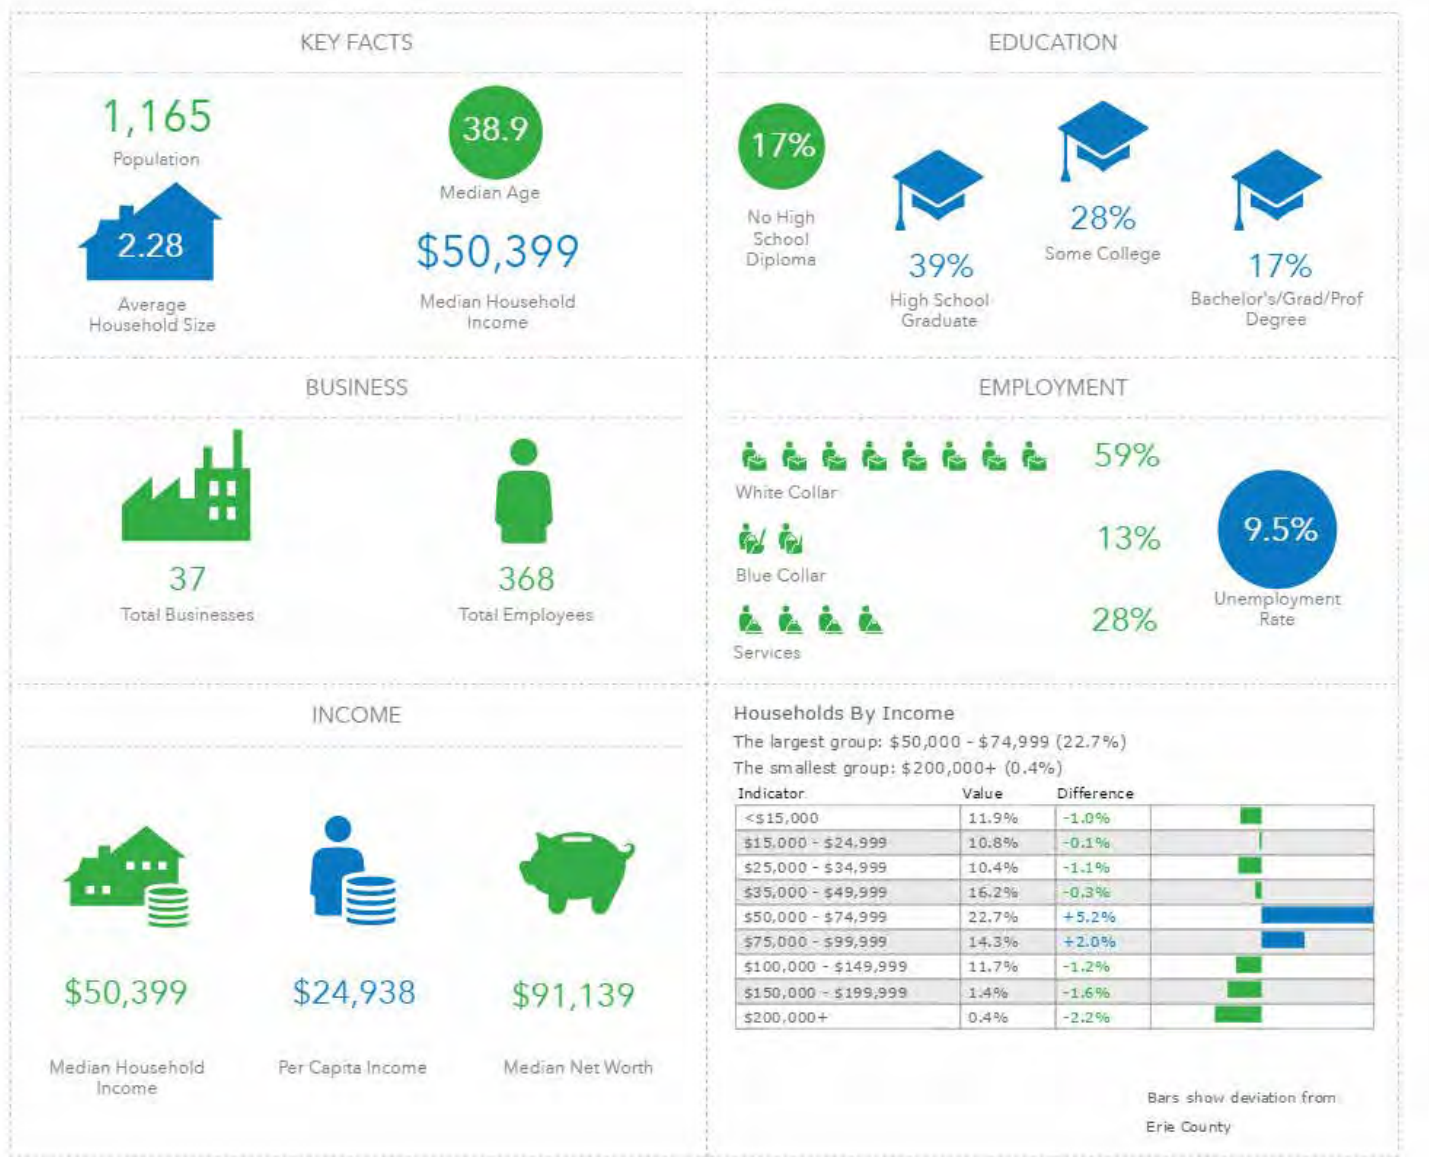 KEY FACTS
1,165
Population
38.9
Median Age
2.28
Average
Household Size
$50,399
Median Household
Income
EDUCATION
17%
No High
School
Diploma
39%
High School
Graduate
28%
Some College
17%
Bachelor's/Grad/Prof
Degree
BUSINESS
37
Total Businesses
368
Total Employees
EMPLOYMENT
59%
White Collar
13%
Blue Collar
28%
Services
9.5%
Unemployment
Rate
INCOME
$50,399
Median Household
Income
$24,938
Per Capita Income
$91,139
Median Net Worth
Households By Income
The largest group: $50,000 - $74,999 (22.7%)
The smallest group: $200,000+ (0.4%)
Indicator Value Difference
<$15,000 11.9% -1.0%
$15,000 - $24,999 10.8% -0.1%
$25,000 - $34,999 10.4% -1.1%
$35,000 - $49,999 16.2% -0.3%
$50,000 - $74,999 22.7% +5.2%
$75,000 - $99,999 14.3% +2.0%
$100,000 - $149,999 11.7% -1.2%
$150,000 - $199,999 1.4% -1.6%
$200,000+ 0.4% -2.2%
Bars show deviation from
Erie County